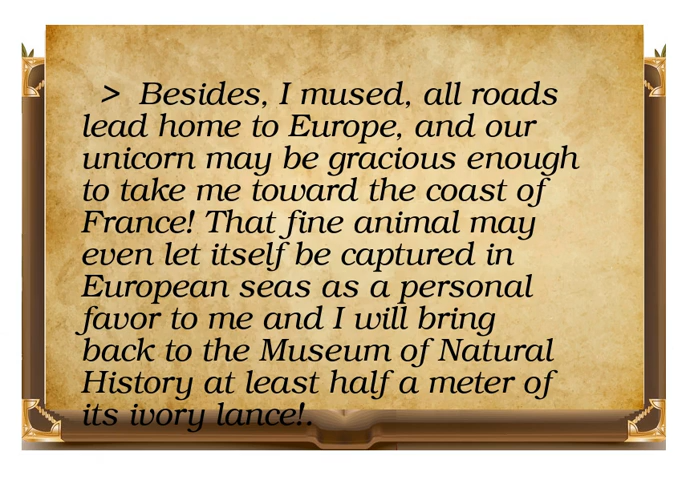 > Besides, I mused, all roads
lead home to Europe, and our
unicorn may be gracious enough
to take me toward the coast of
France! That fine animal may
even let itself be captured in
European seas as a personal
favor to me and I will bring
back to the Museum of Natural
History at least half a meter of
its ivory lance!.